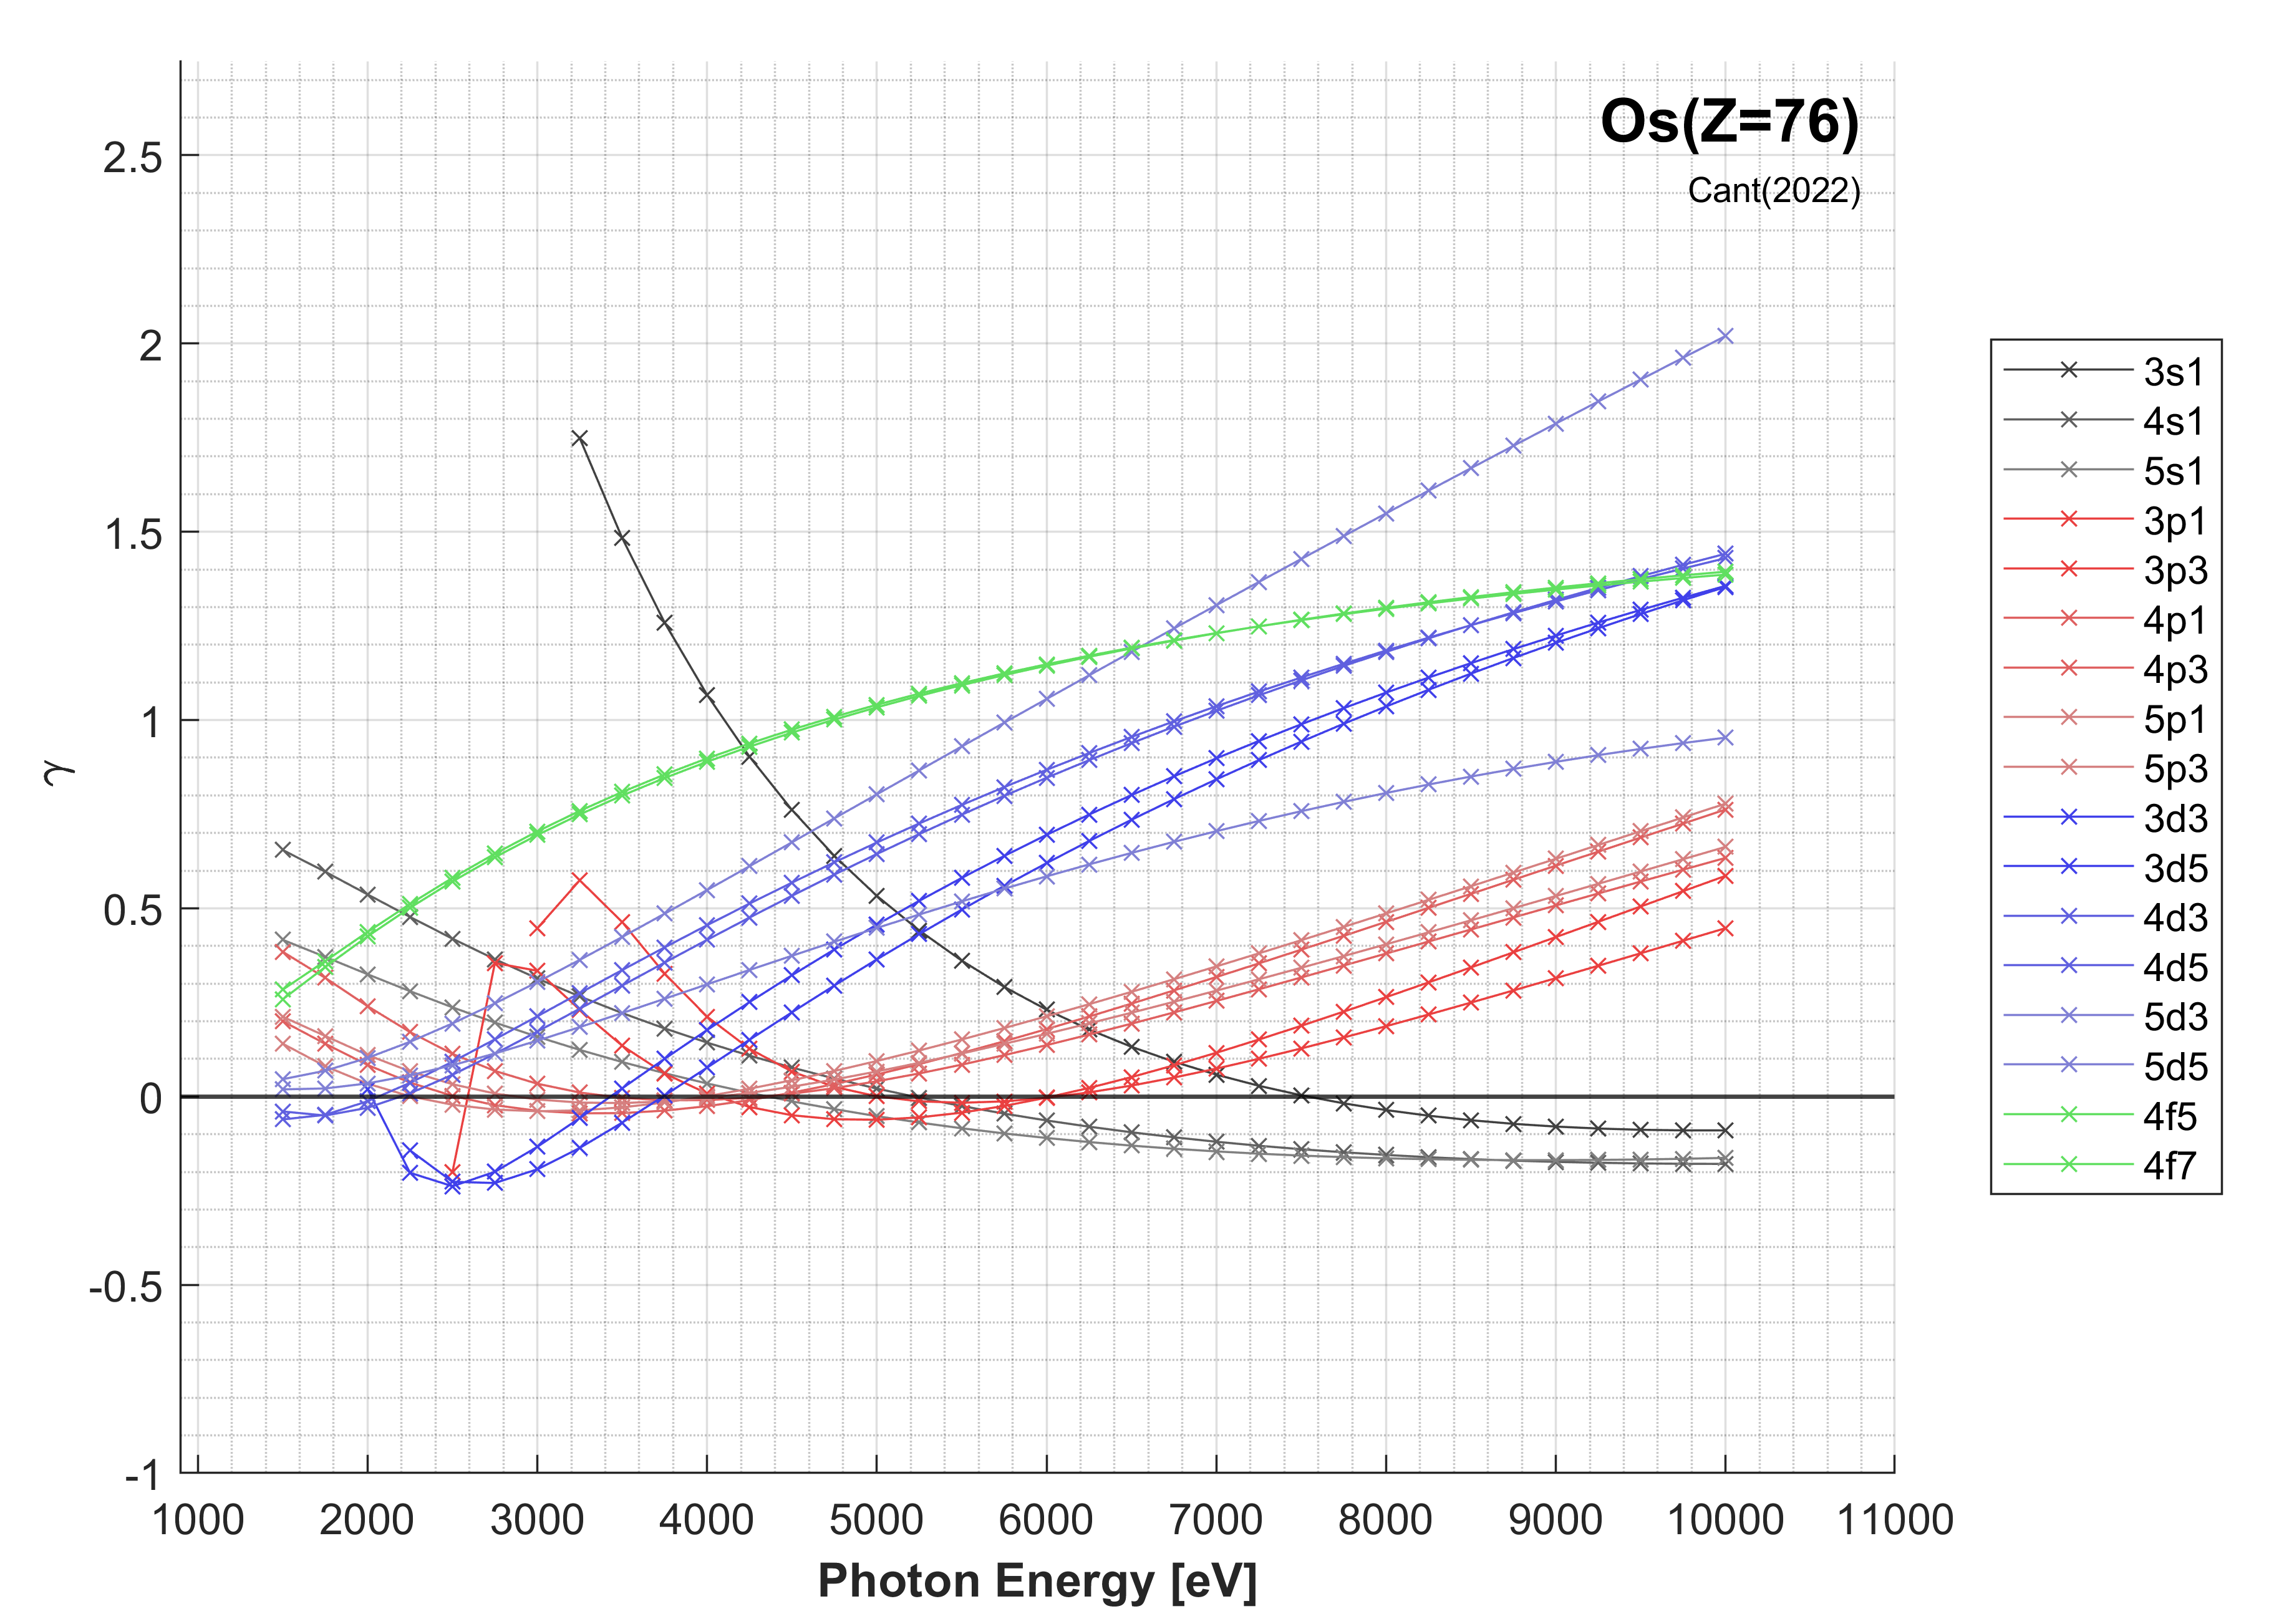 Os(Z=76)
Cant(2022)
2.5
2
1.5
1
0.5
0
-0.5
-1
γ
1000 2000 3000 4000 5000 6000 7000 8000 9000 10000 11000
Photon Energy [eV]
3s1
4s1
5s1
3p1
3p3
4p1
4p3
5p1
5p3
3d3
3d5
4d3
4d5
5d3
5d5
4f5
4f7